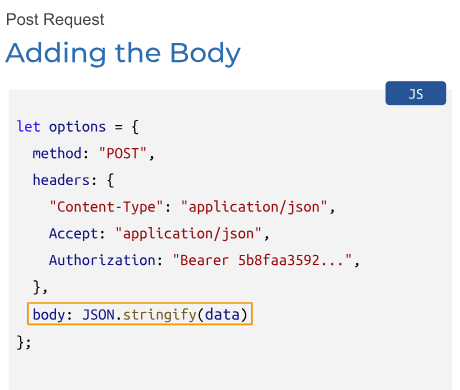 Post Request
Adding the Body
JS
let options = {
  method: "POST",
  headers: {
    "Content-Type": "application/json",
    Accept: "application/json",
    Authorization: "Bearer 5b8faa3592...",
  },
  body: JSON.stringify(data)
};